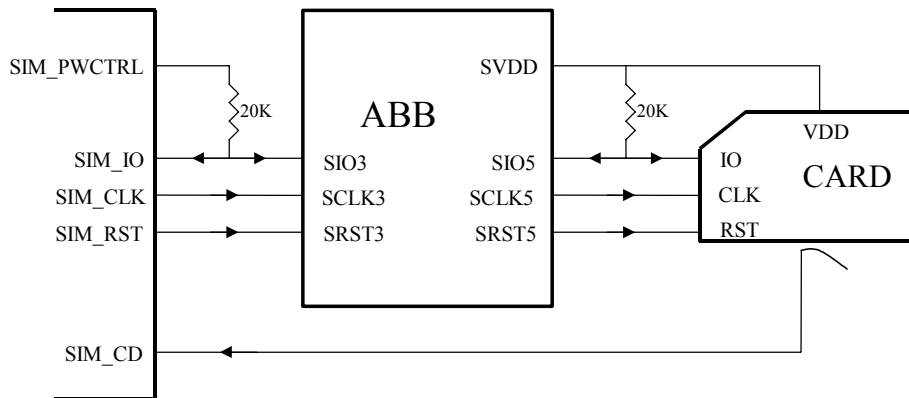 SIM_PWCTRL
20K
SIM_IO
SIM_CLK
SIM_RST
SIM_CD
ABB
SVDD
SIO3
SIO5
SCLK3
SCLK5
SRST3
SRST5
20K
VDD
IO
CARD
CLK
RST